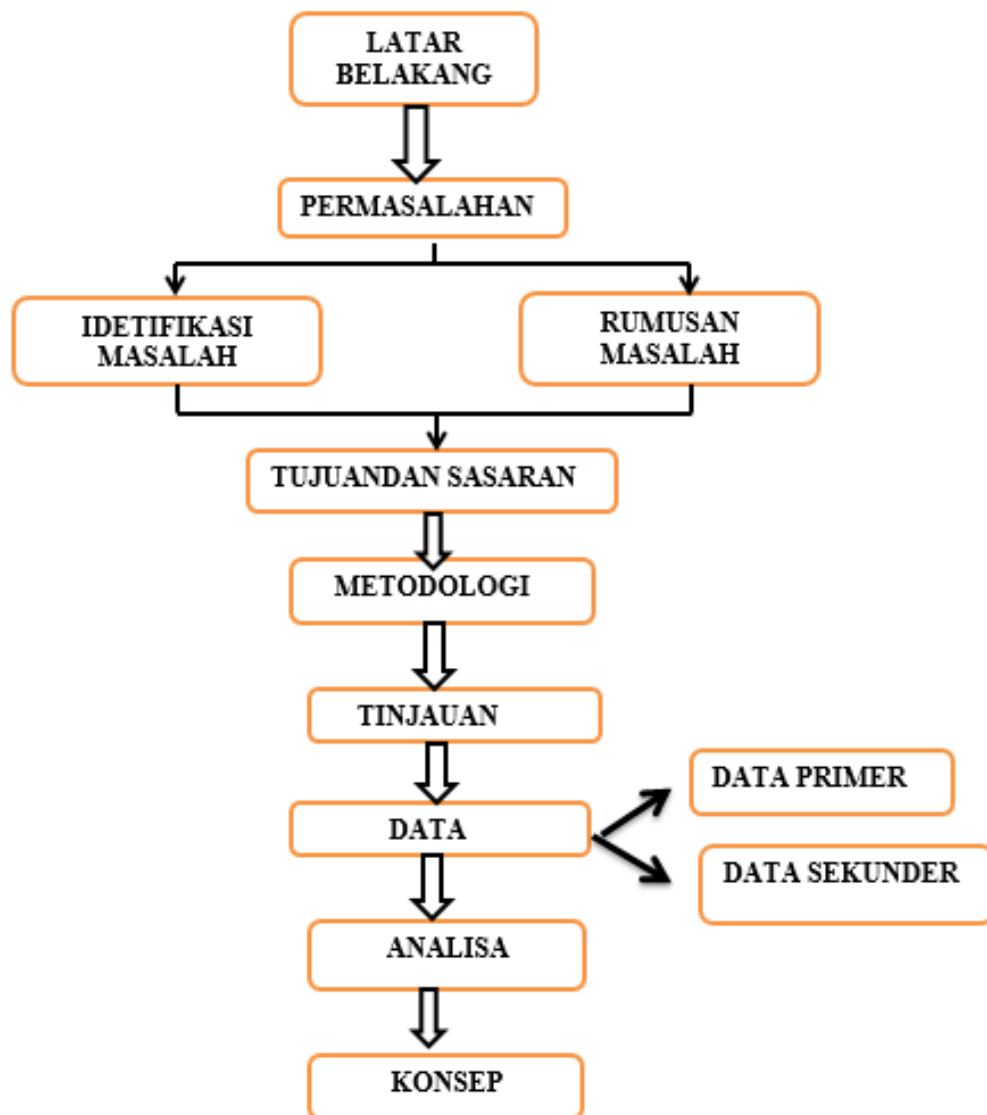 LATAR
BELAKANG
PERMASALAHAN
IDETIFIKASI
MASALAH
RUMUSAN
MASALAH
TUJUANDAN SASARAN
METODOLOGI
TINJAUAN
DATA
DATA PRIMER
DATA SEKUNDER
ANALISA
KONSEP